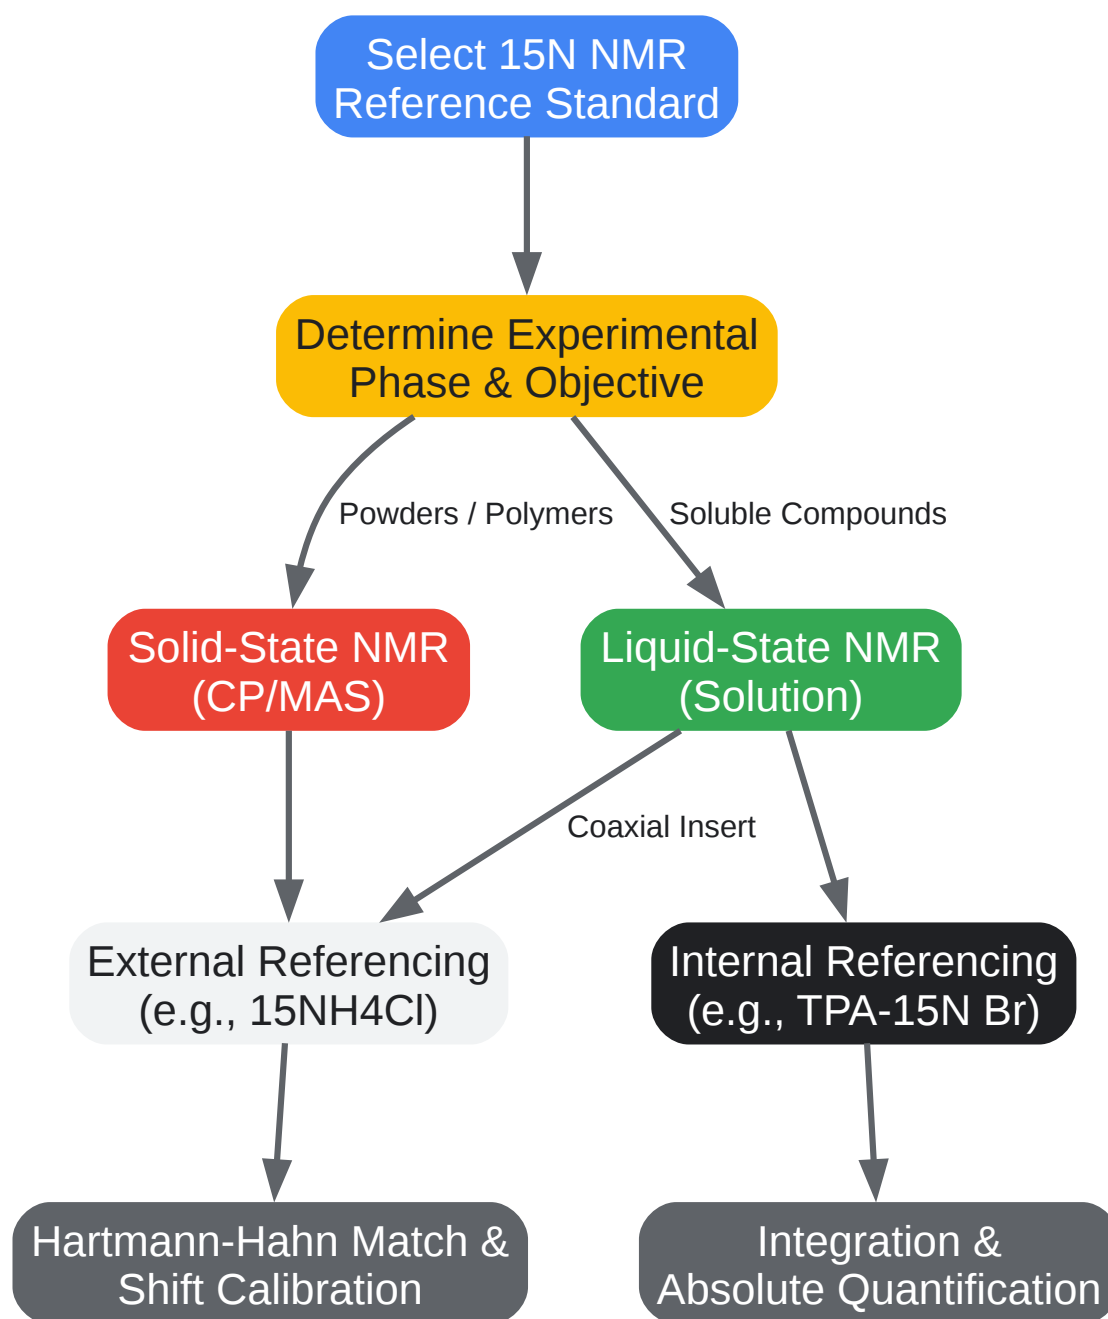 Select 15N NMR
Reference Standard
Determine Experimental
Phase & Objective
Powders / Polymers
Soluble Compounds
Solid-State NMR
(CP/MAS)
Liquid-State NMR
(Solution)
Coaxial Insert
External Referencing
(e.g., 15NH4Cl)
Internal Referencing
(e.g., TPA-15N Br)
Hartmann-Hahn Match &
Shift Calibration
Integration &
Absolute Quantification